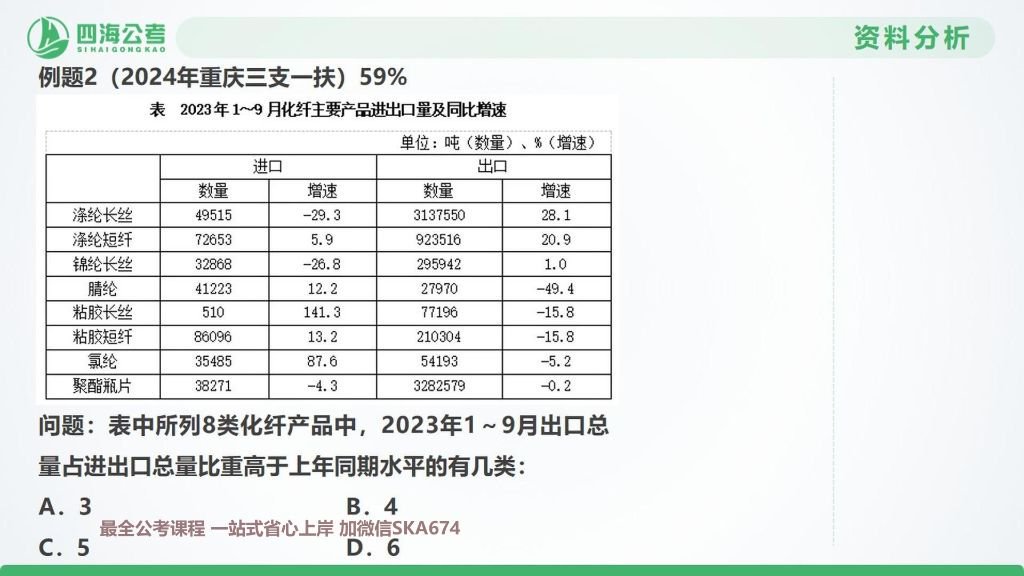 四海公考
SIHAIGONGKAO
资料分析
例题2（2024年重庆三支一扶）59%
表 2023年1～9月化纤主要产品进出口量及同比增速
单位：吨（数量）、%（增速）
进口 出口
数量 增速 数量 增速
涤纶长丝 49515 -29.3 3137550 28.1
涤纶短纤 72653 5.9 923516 20.9
锦纶长丝 32868 -26.8 295942 1.0
腈纶 41223 12.2 27970 -49.4
粘胶长丝 510 141.3 77196 -15.8
粘胶短纤 86096 13.2 210304 -15.8
氯纶 35485 87.6 54193 -5.2
聚酯瓶片 38271 -4.3 3282579 -0.2
问题：表中所列8类化纤产品中，2023年1～9月出口总
量占进出口总量比重高于上年同期水平的有几类：
A．3 B．4
最全公考课程 一站式省心上岸 加微信SKA674
C．5 D．6